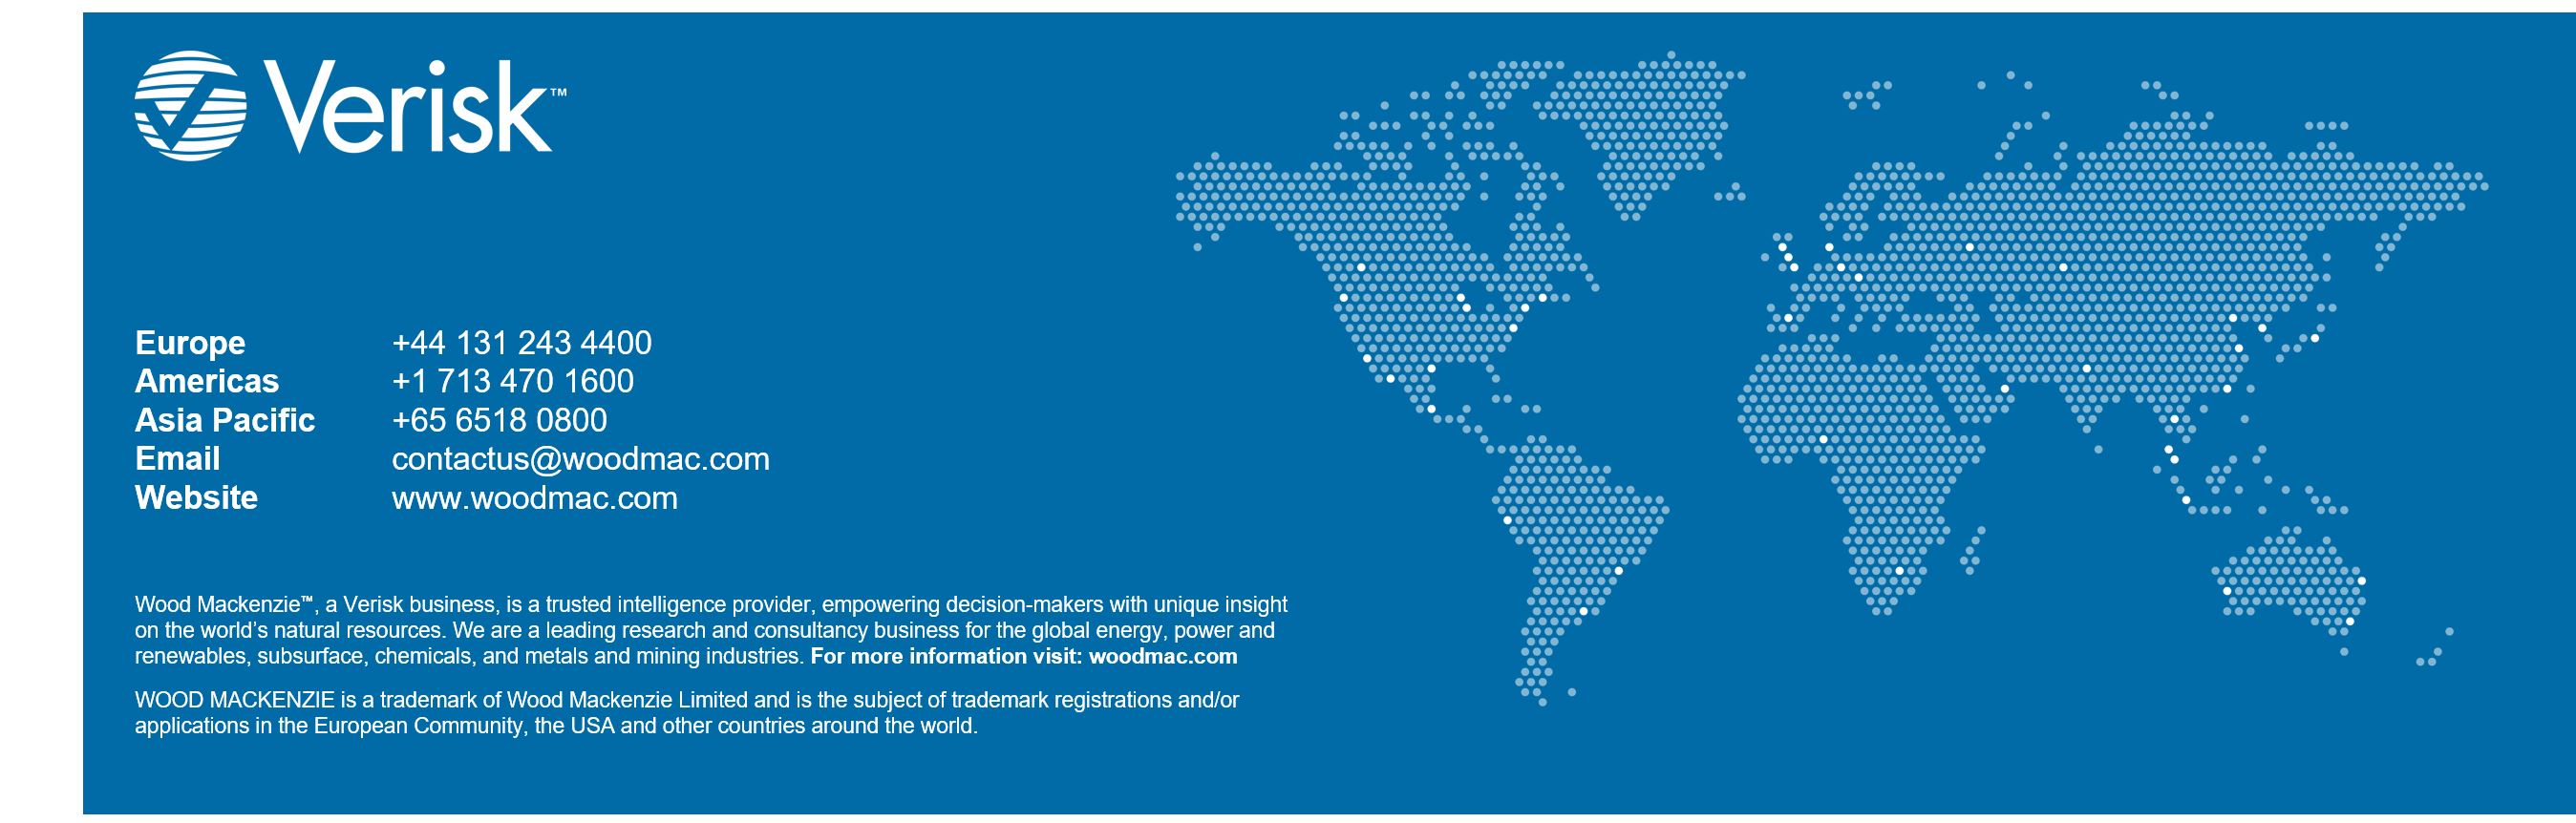 Verisk™
Europe +44 131 243 4400
Americas +1 713 470 1600
Asia Pacific +65 6518 0800
Email contactus@woodmac.com
Website www.woodmac.com
Wood Mackenzie™, a Verisk business, is a trusted intelligence provider, empowering decision-makers with unique insight
on the world’s natural resources. We are a leading research and consultancy business for the global energy, power and
renewables, subsurface, chemicals, and metals and mining industries. For more information visit: woodmac.com
WOOD MACKENZIE is a trademark of Wood Mackenzie Limited and is the subject of trademark registrations and/or
applications in the European Community, the USA and other countries around the world.